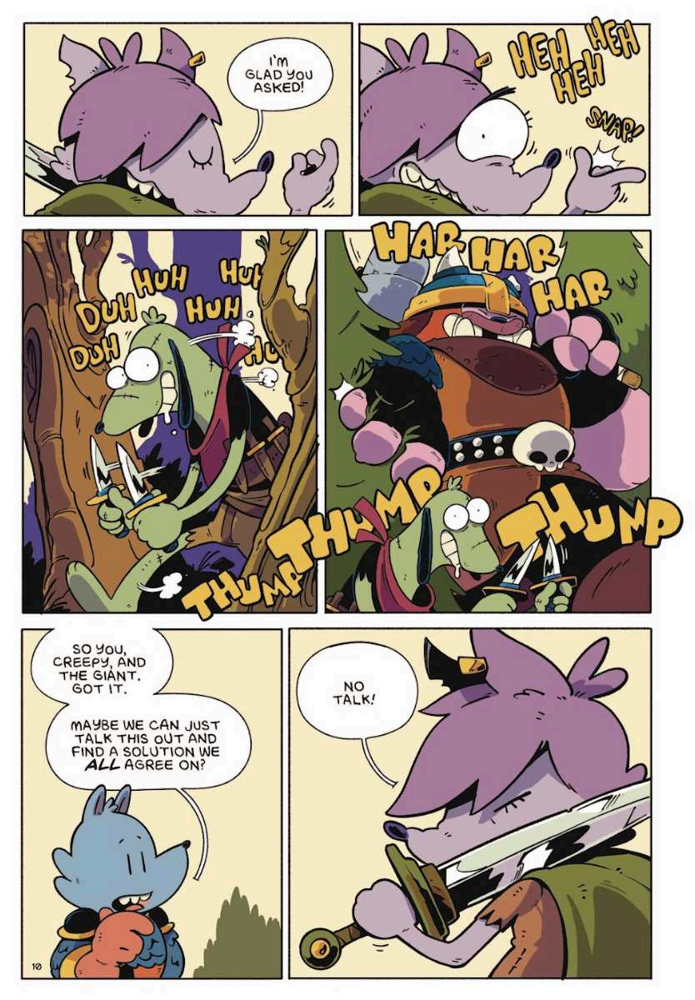 I'M
GLAD YOU
ASKED!
HEH HEH
HEH
SNAP!
DUH HUH HUH
DUH HUH HU
HAR HAR
HAR
THUMP THUMP THUMP
SO YOU,
CREEPY, AND
THE GIANT.
GOT IT.
MAYBE WE CAN JUST
TALK THIS OUT AND
FIND A SOLUTION WE
ALL AGREE ON?
NO
TALK!
10